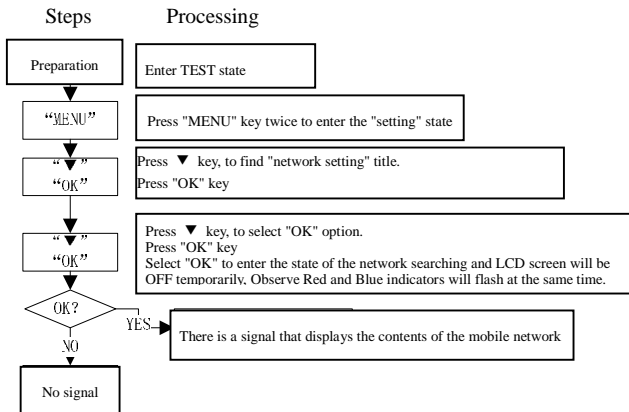 Steps Processing
Preparation
Enter TEST state
“MENU”
Press "MENU" key twice to enter the "setting" state
“▼”
“OK”
Press ▼ key, to find "network setting" title.
Press "OK" key
“▼”
“OK”
Press ▼ key, to select "OK" option.
Press "OK" key
Select "OK" to enter the state of the network searching and LCD screen will be
OFF temporarily, Observe Red and Blue indicators will flash at the same time.
OK?
YES
There is a signal that displays the contents of the mobile network
NO
No signal